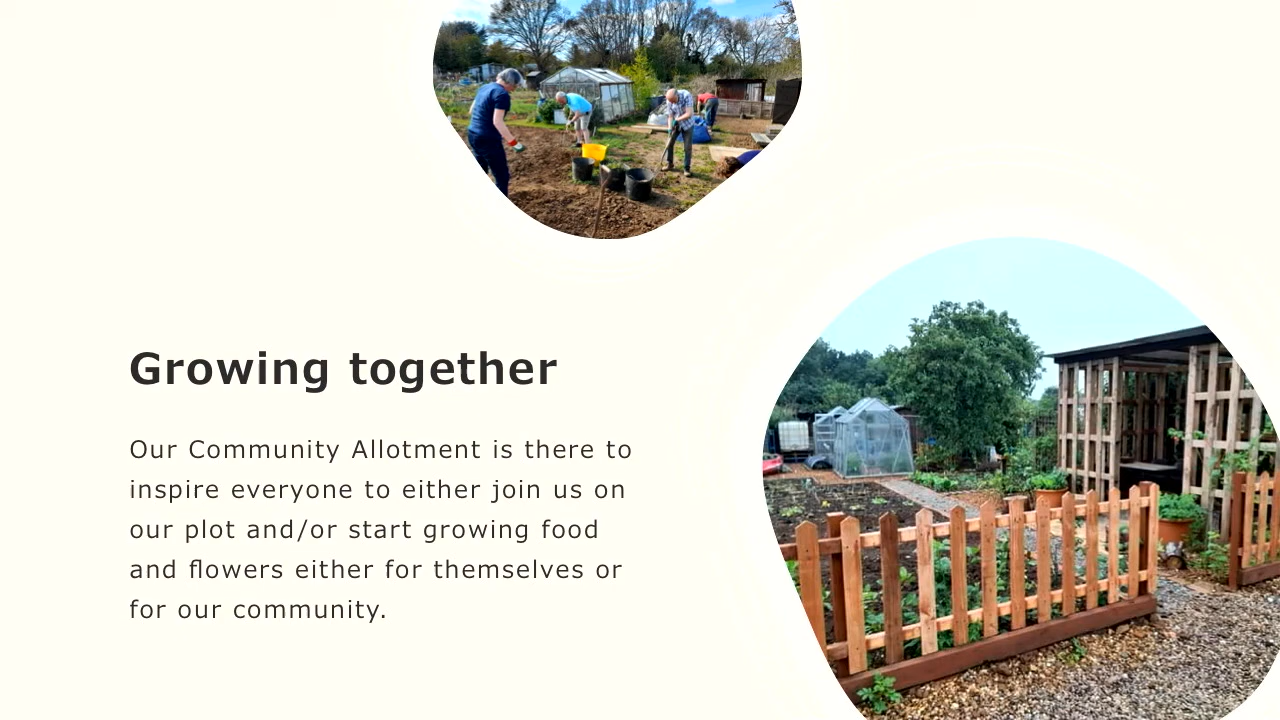 Growing together
Our Community Allotment is there to
inspire everyone to either join us on
our plot and/or start growing food
and flowers either for themselves or
for our community.